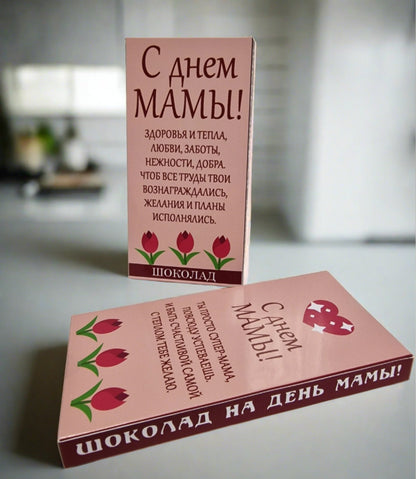 С днем
МАМЫ!
ЗДОРОВЬЯ И ТЕПЛА,
ЛЮБВИ, ЗАБОТЫ,
НЕЖНОСТИ, ДОБРА.
ЧТОБ ВСЕ ТРУДЫ ТВОИ
ВОЗНАГРАЖДАЛИСЬ,
ЖЕЛАНИЯ И ПЛАНЫ
ИСПОЛНЯЛИСЬ.
ШОКОЛАД
С днем
МАМЫ!
ТЫ ПРОСТО СУПЕР-МАМА,
ПОВСЮДУ УСПЕВАЕШЬ.
И БЫТЬ СЧАСТЛИВОЙ САМОЙ
С ТЕПЛОМ ТЕБЕ ЖЕЛАЮ.
ШОКОЛАД НА ДЕНЬ МАМЫ!